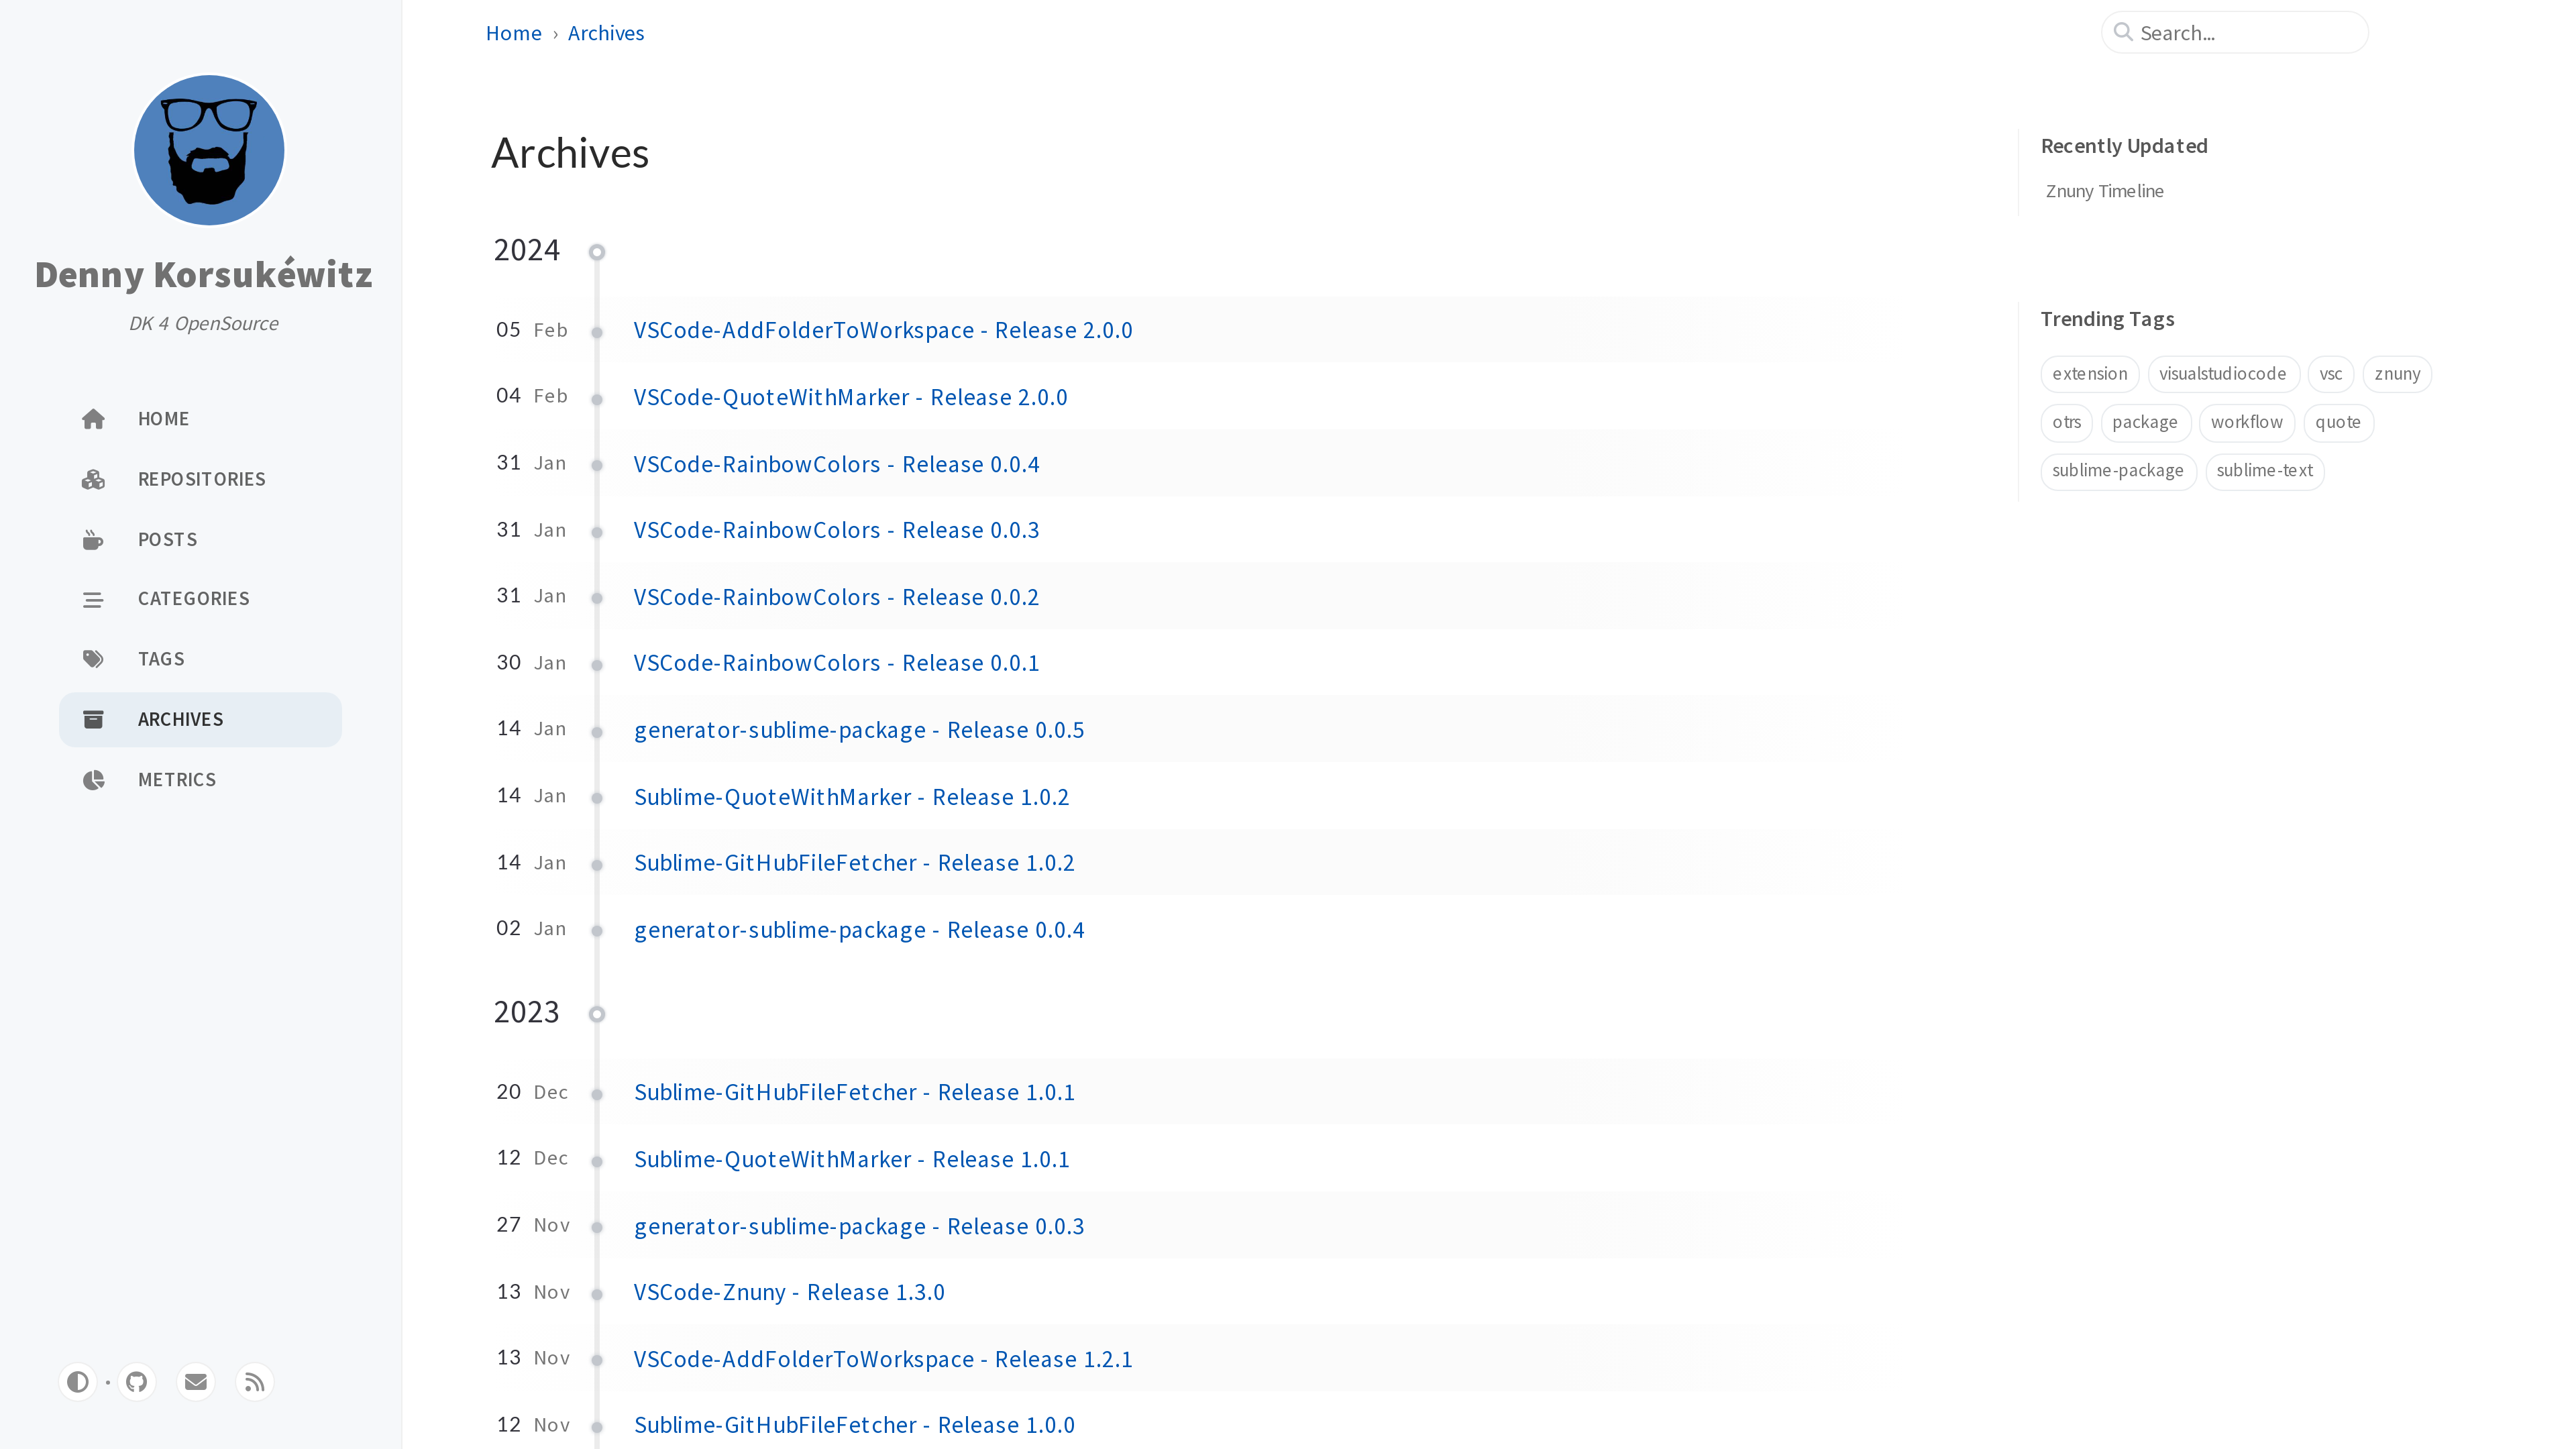 Denny Korsukéwitz
DK 4 OpenSource
HOME
REPOSITORIES
POSTS
CATEGORIES
TAGS
ARCHIVES
METRICS
Home › Archives
Search...
Archives
2024
05 Feb VSCode-AddFolderToWorkspace - Release 2.0.0
04 Feb VSCode-QuoteWithMarker - Release 2.0.0
31 Jan VSCode-RainbowColors - Release 0.0.4
31 Jan VSCode-RainbowColors - Release 0.0.3
31 Jan VSCode-RainbowColors - Release 0.0.2
30 Jan VSCode-RainbowColors - Release 0.0.1
14 Jan generator-sublime-package - Release 0.0.5
14 Jan Sublime-QuoteWithMarker - Release 1.0.2
14 Jan Sublime-GitHubFileFetcher - Release 1.0.2
02 Jan generator-sublime-package - Release 0.0.4
2023
20 Dec Sublime-GitHubFileFetcher - Release 1.0.1
12 Dec Sublime-QuoteWithMarker - Release 1.0.1
27 Nov generator-sublime-package - Release 0.0.3
13 Nov VSCode-Znuny - Release 1.3.0
13 Nov VSCode-AddFolderToWorkspace - Release 1.2.1
12 Nov Sublime-GitHubFileFetcher - Release 1.0.0
Recently Updated
Znuny Timeline
Trending Tags
extension visualstudiocode vsc znuny
otrs package workflow quote
sublime-package sublime-text